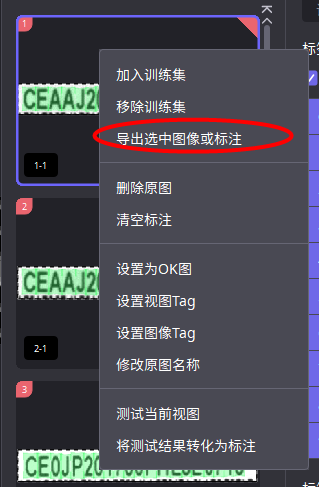 1
CEAAJ20
1-1
加入训练集
移除训练集
导出选中图像或标注
删除原图
清空标注
2
CEAAJ20
2-1
设置为OK图
设置视图Tag
设置图像Tag
修改原图名称
3
测试当前视图
将测试结果转化为标注
CE0JP20